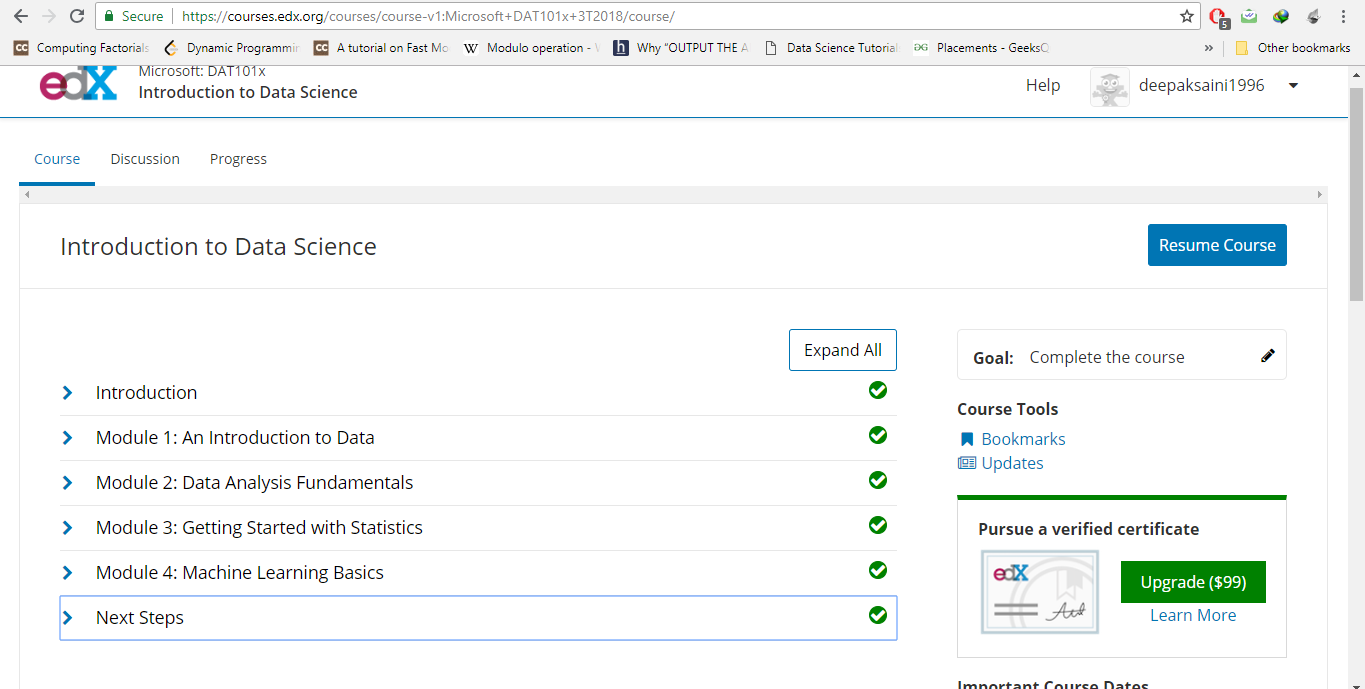 Secure https://courses.edx.org/courses/course-v1:Microsoft+DAT101x+3T2018/course/ 5
CC Computing Factorials Dynamic Programmin CC A tutorial on Fast Mo W Modulo operation - h Why "OUTPUT THE A Data Science Tutorial GG Placements - GeeksQ » Other bookmarks
edX
Microsoft: DAT101x
Introduction to Data Science
Help
deepaksaini1996
Course Discussion Progress
Introduction to Data Science
Resume Course
Expand All
Introduction
Module 1: An Introduction to Data
Module 2: Data Analysis Fundamentals
Module 3: Getting Started with Statistics
Module 4: Machine Learning Basics
Next Steps
Goal: Complete the course
Course Tools
Bookmarks
Updates
Pursue a verified certificate
edX
Upgrade ($99)
Learn More
Important Course Dates